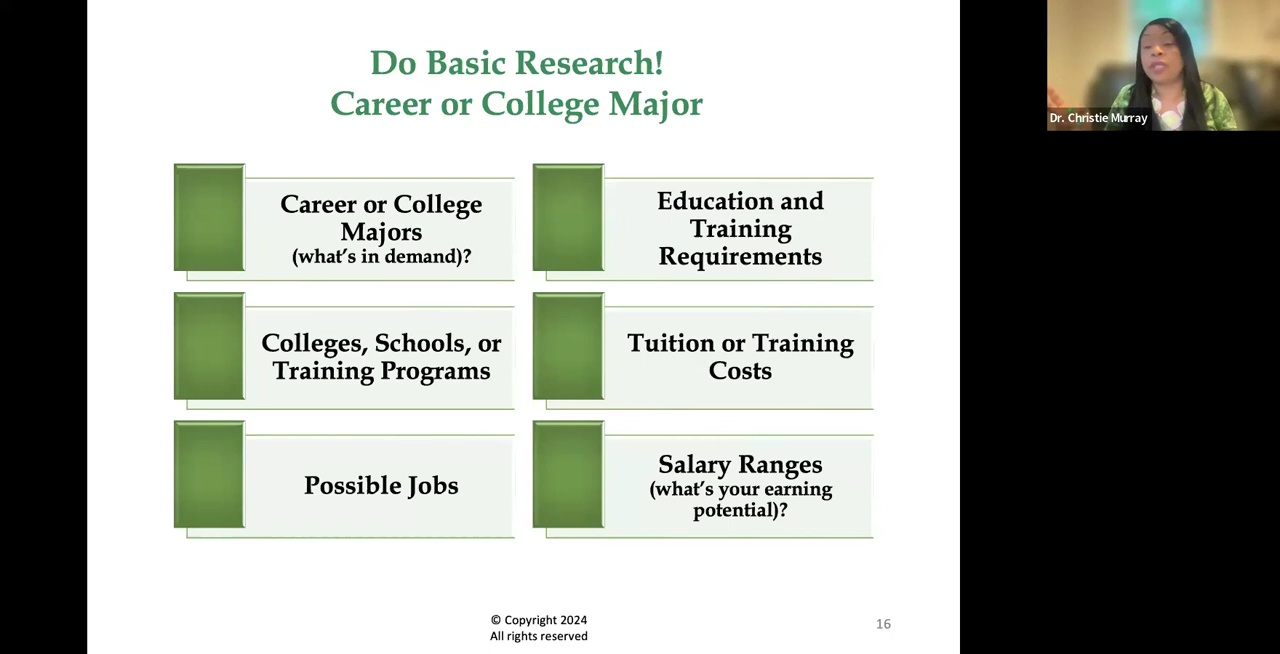 Do Basic Research!
Career or College Major
Career or College
Majors
(what's in demand)?
Education and
Training
Requirements
Colleges, Schools, or
Training Programs
Tuition or Training
Costs
Possible Jobs
Salary Ranges
(what's your earning
potential)?
© Copyright 2024
All rights reserved
16
Dr. Christie Murray